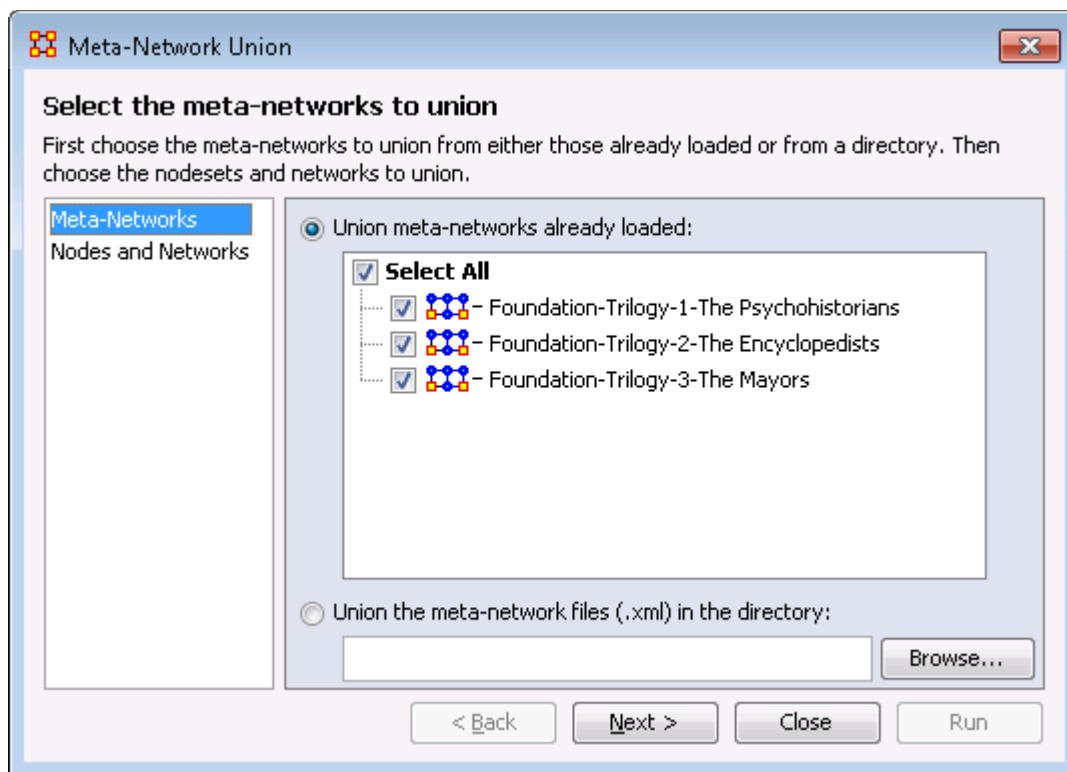 Meta-Network Union
Select the meta-networks to union
First choose the meta-networks to union from either those already loaded or from a directory. Then
choose the nodesets and networks to union.
Meta-Networks
Nodes and Networks
Union meta-networks already loaded:
Select All
Foundation-Trilogy-1-The Psychohistorians
Foundation-Trilogy-2-The Encyclopedists
Foundation-Trilogy-3-The Mayors
Union the meta-network files (.xml) in the directory:
Browse...
< Back
Next >
Close
Run